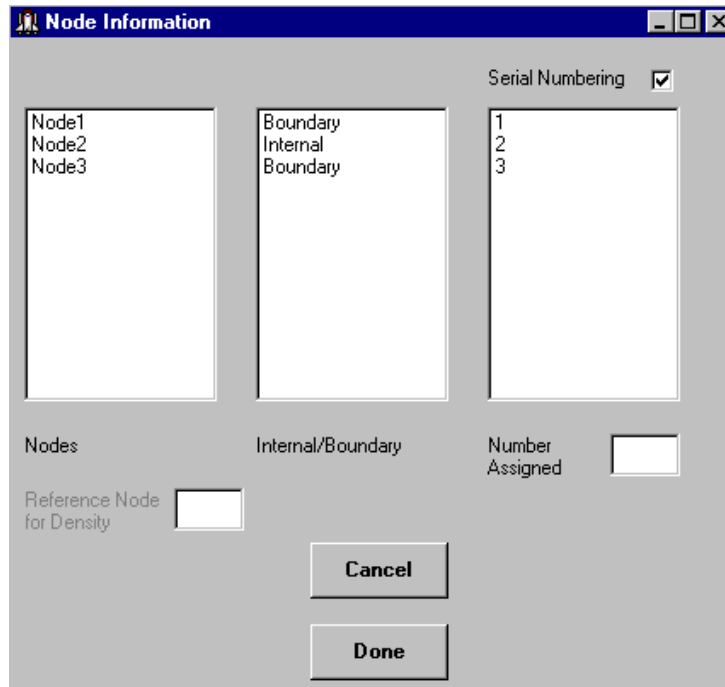 Node Information
Serial Numbering
Node1
Node2
Node3
Boundary
Internal
Boundary
1
2
3
Nodes
Internal/Boundary
Number
Assigned
Reference Node
for Density
Cancel
Done